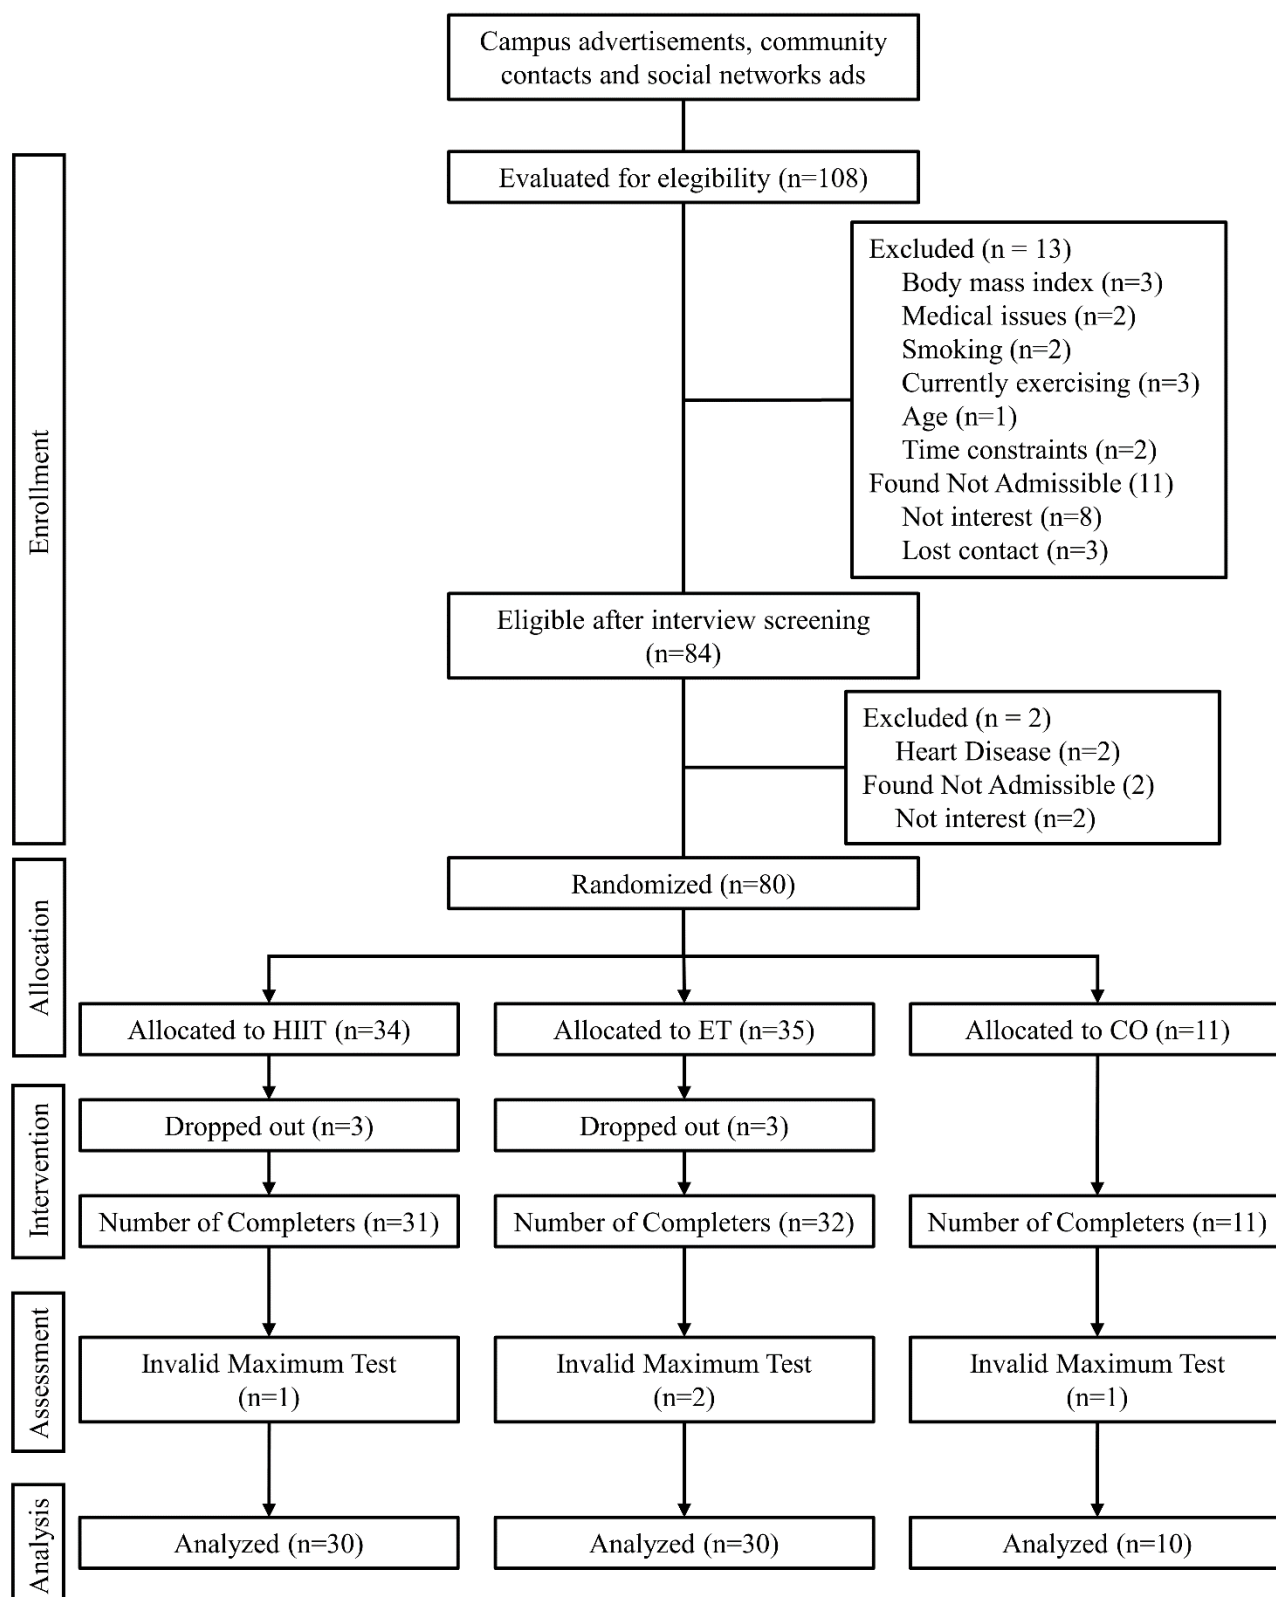 Campus advertisements, community
contacts and social networks ads
Enrollment
Evaluated for elegibility (n=108)
Excluded (n = 13)
Body mass index (n=3)
Medical issues (n=2)
Smoking (n=2)
Currently exercising (n=3)
Age (n=1)
Time constraints (n=2)
Found Not Admissible (11)
Not interest (n=8)
Lost contact (n=3)
Eligible after interview screening
(n=84)
Excluded (n = 2)
Heart Disease (n=2)
Found Not Admissible (2)
Not interest (n=2)
Allocation
Randomized (n=80)
Allocated to HIIT (n=34)
Allocated to ET (n=35)
Allocated to CO (n=11)
Intervention
Dropped out (n=3)
Dropped out (n=3)
Number of Completers (n=31)
Number of Completers (n=32)
Number of Completers (n=11)
Assessment
Invalid Maximum Test
(n=1)
Invalid Maximum Test
(n=2)
Invalid Maximum Test
(n=1)
Analysis
Analyzed (n=30)
Analyzed (n=30)
Analyzed (n=10)